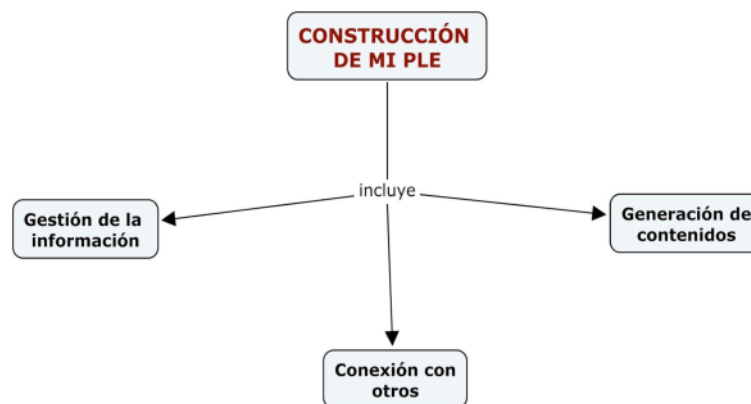 CONSTRUCCIÓN
DE MI PLE
incluye
Gestión de la
información
Generación de
contenidos
Conexión con
otros